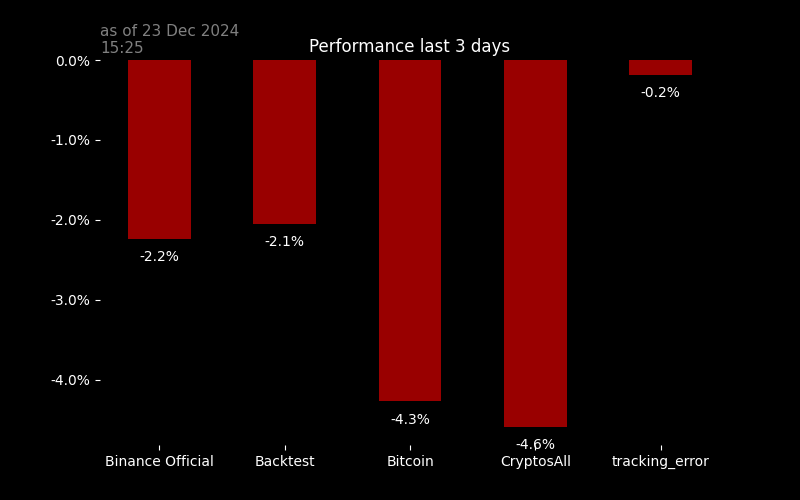 as of 23 Dec 2024
15:25
Performance last 3 days
0.0%
-1.0%
-2.0%
-3.0%
-4.0%
-2.2%
-2.1%
-4.3%
-4.6%
-0.2%
Binance Official
Backtest
Bitcoin
CryptosAll
tracking_error